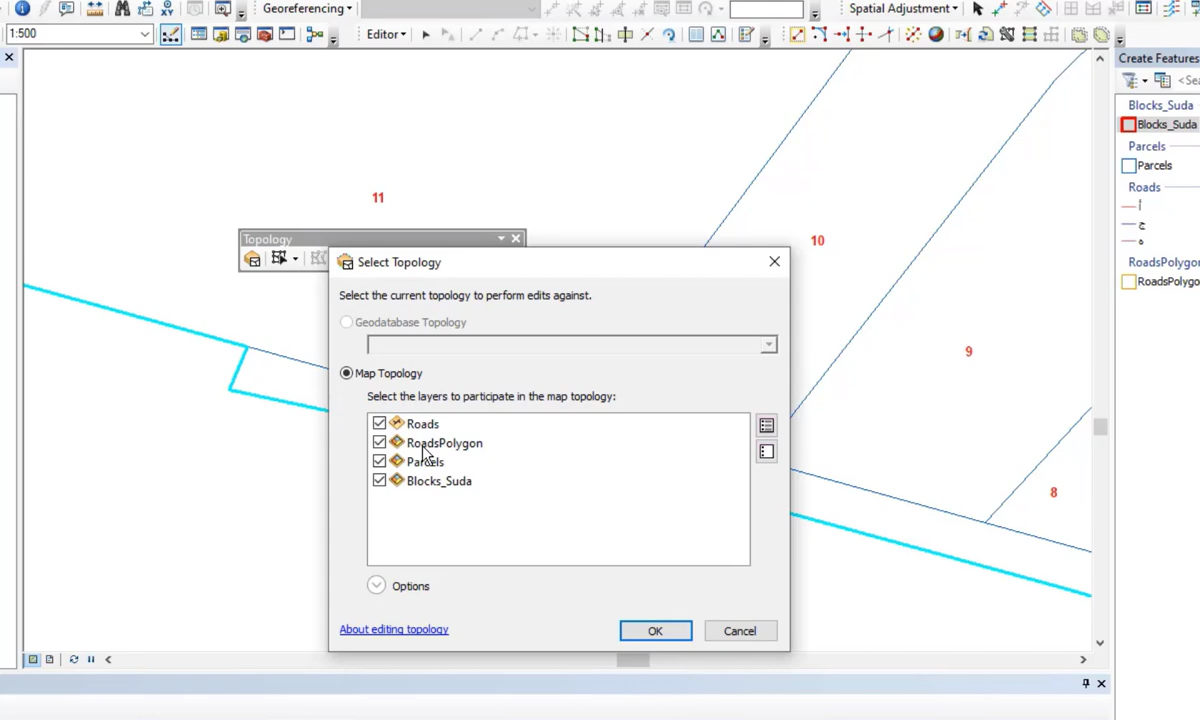 Georeferencing
Spatial Adjustment
1:500
Editor
Create Features
<Sea
Blocks_Suda
Blocks_Suda
Parcels
Parcels
Roads
أ
ج
ه
RoadsPolygon
RoadsPolygo
11
10
9
8
Topology
Select Topology
Select the current topology to perform edits against.
Geodatabase Topology
Map Topology
Select the layers to participate in the map topology:
Roads
RoadsPolygon
Parcels
Blocks_Suda
Options
About editing topology
OK
Cancel